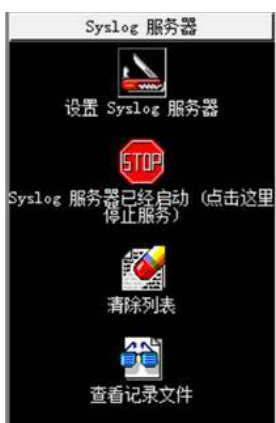 Syslog 服务器
设置 Syslog 服务器
STOP
Syslog 服务器已经启动 (点击这里
停止服务)
清除列表
查看记录文件